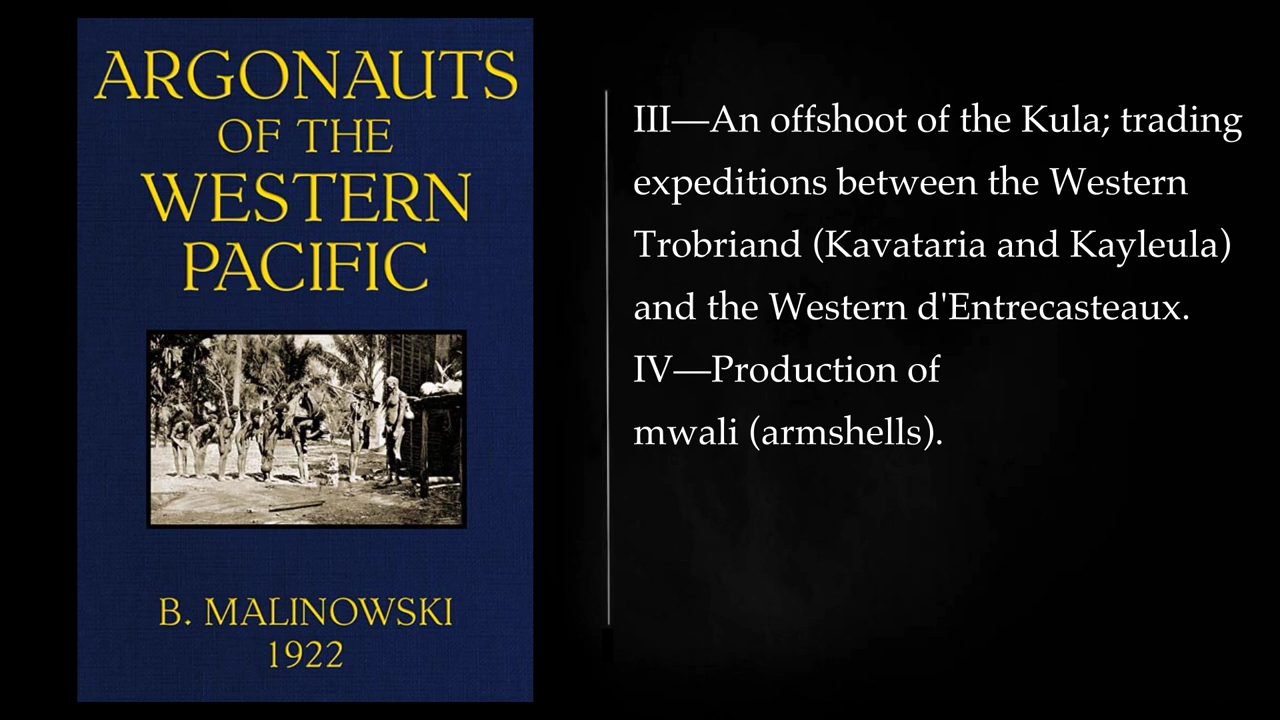 ARGONAUTS
OF THE
WESTERN
PACIFIC
B. MALINOWSKI
1922
III—An offshoot of the Kula; trading
expeditions between the Western
Trobriand (Kavataria and Kayleula)
and the Western d'Entrecasteaux.
IV—Production of
mwali (armshells).